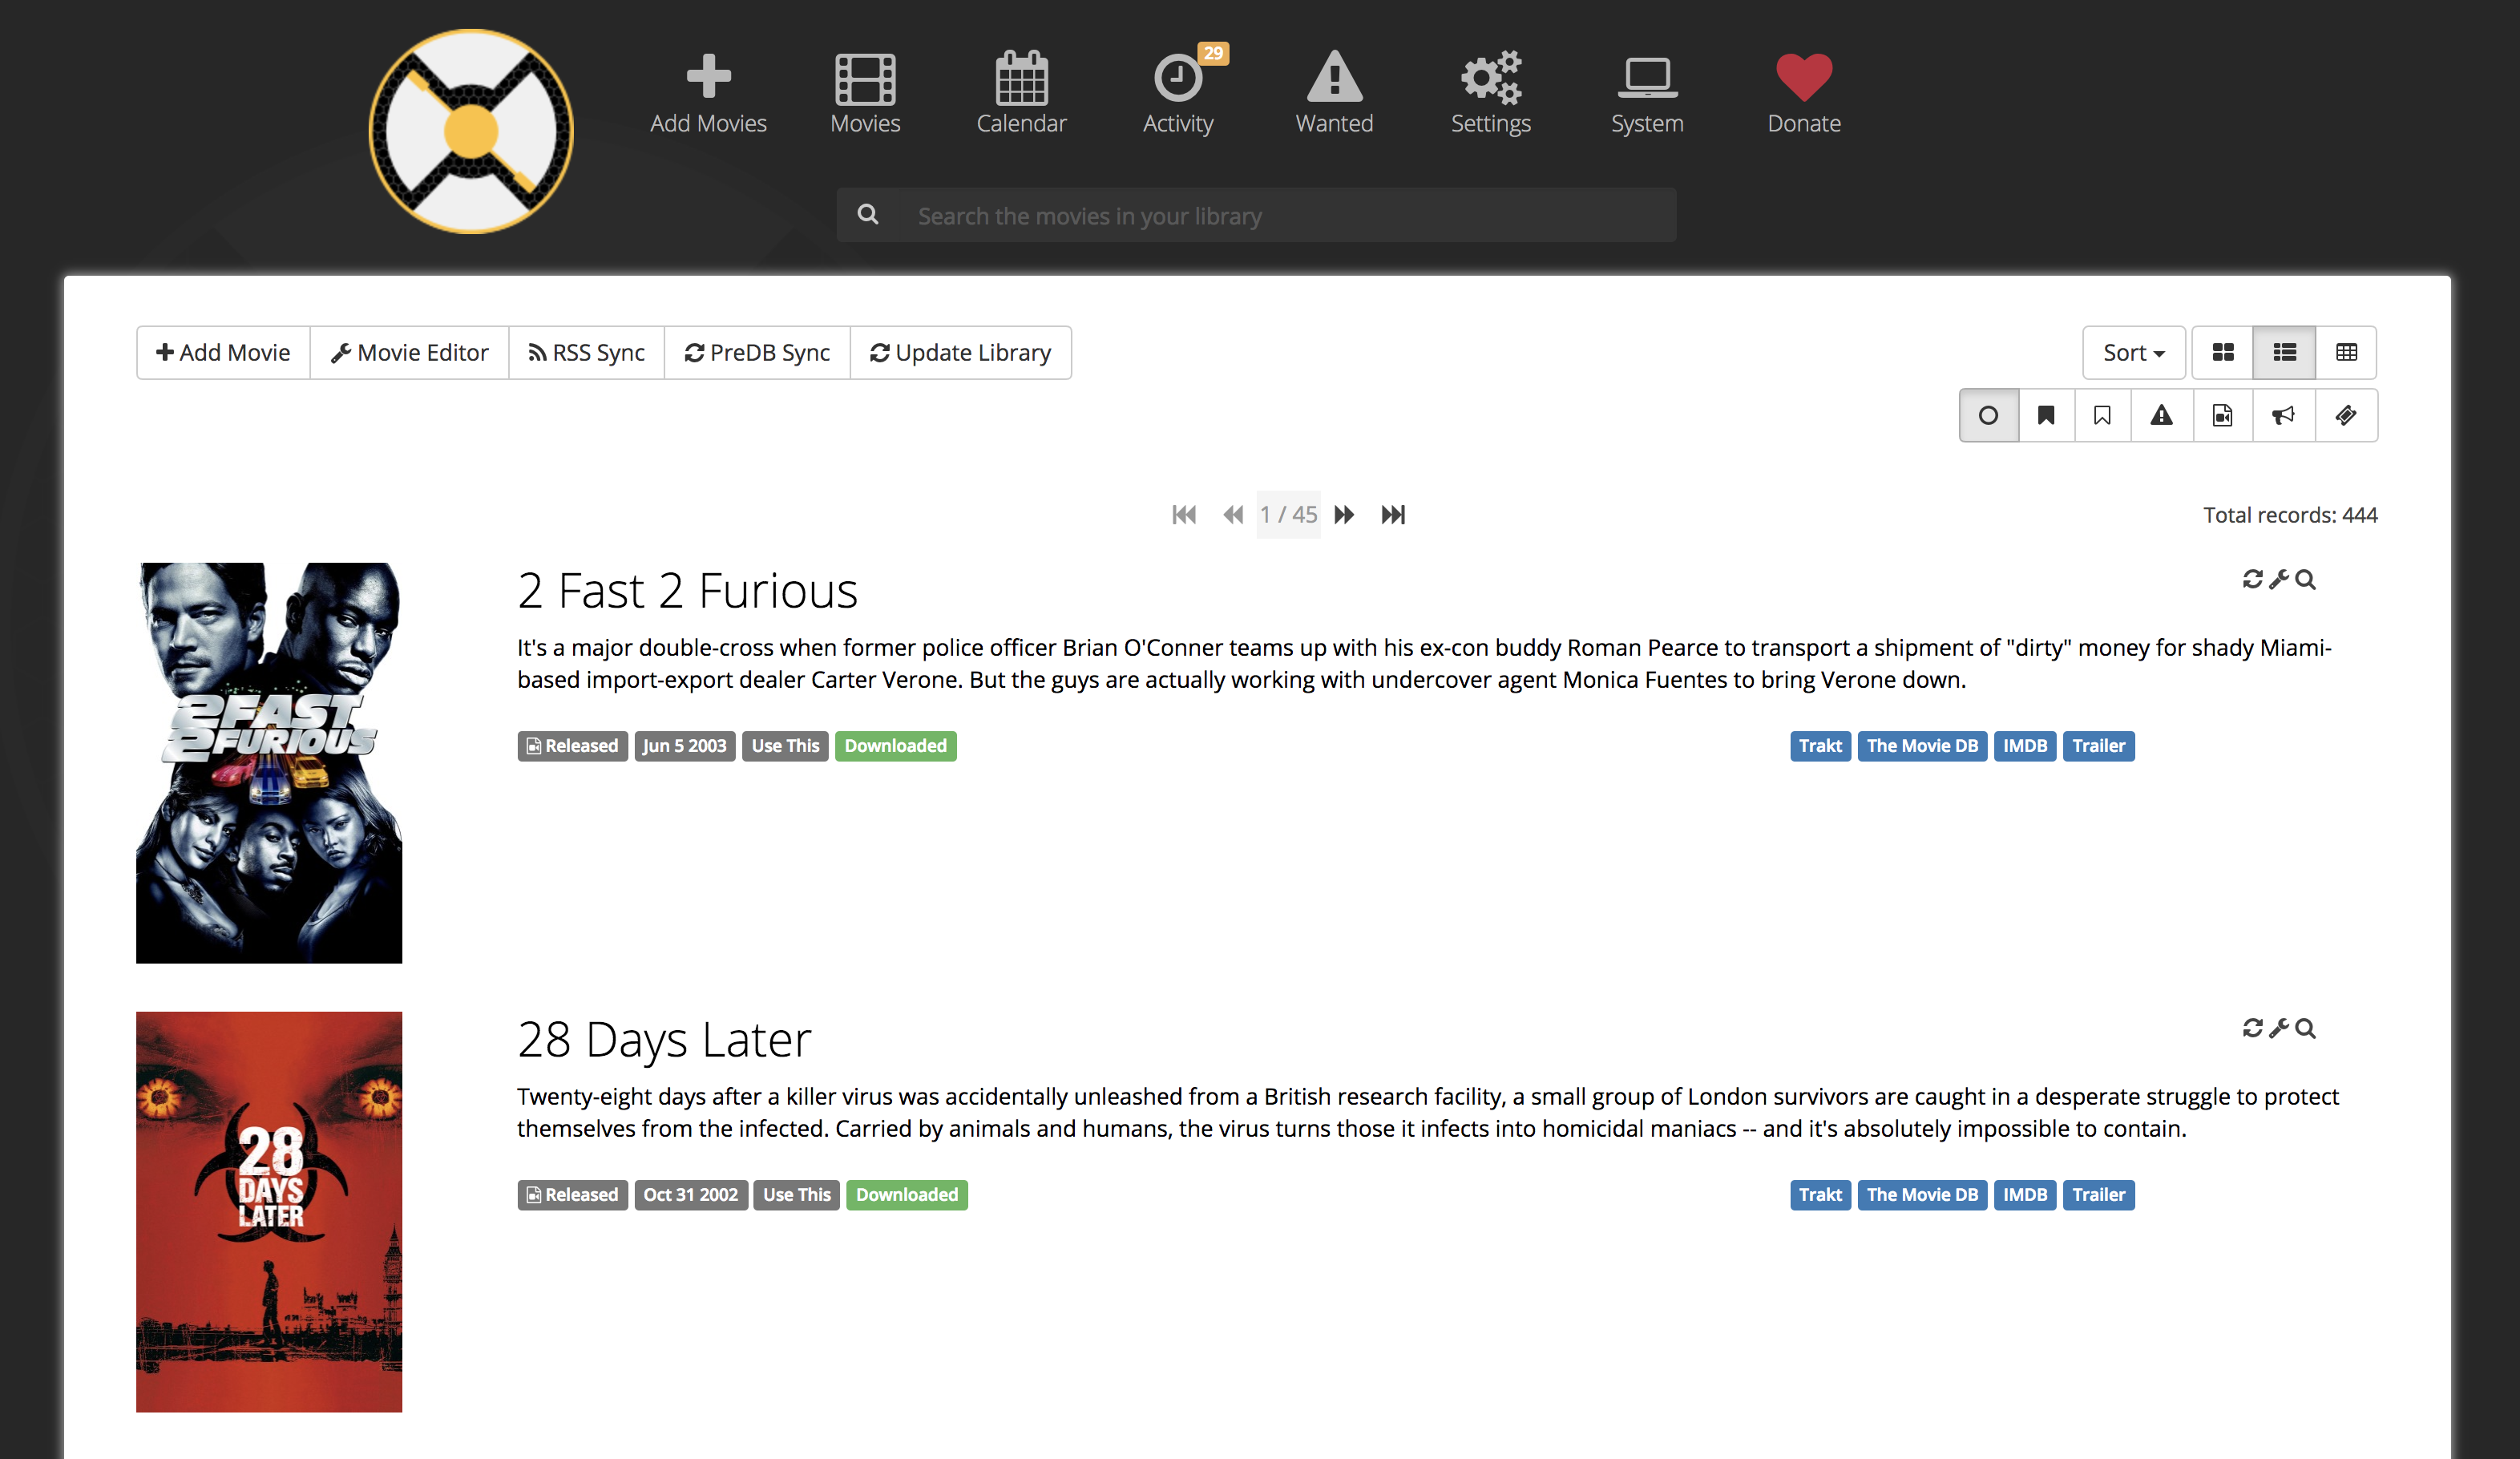 29
Add Movies
Movies
Calendar
Activity
Wanted
Settings
System
Donate
Search the movies in your library
Add Movie
Movie Editor
RSS Sync
PreDB Sync
Update Library
Sort
1 / 45
Total records: 444
2 Fast 2 Furious
It's a major double-cross when former police officer Brian O'Conner teams up with his ex-con buddy Roman Pearce to transport a shipment of "dirty" money for shady Miami-
based import-export dealer Carter Verone. But the guys are actually working with undercover agent Monica Fuentes to bring Verone down.
2 FAST
2 FURIOUS
Released Jun 5 2003 Use This Downloaded
Trakt The Movie DB IMDB Trailer
28 Days Later
Twenty-eight days after a killer virus was accidentally unleashed from a British research facility, a small group of London survivors are caught in a desperate struggle to protect
themselves from the infected. Carried by animals and humans, the virus turns those it infects into homicidal maniacs -- and it's absolutely impossible to contain.
28
DAYS
LATER
Released Oct 31 2002 Use This Downloaded
Trakt The Movie DB IMDB Trailer